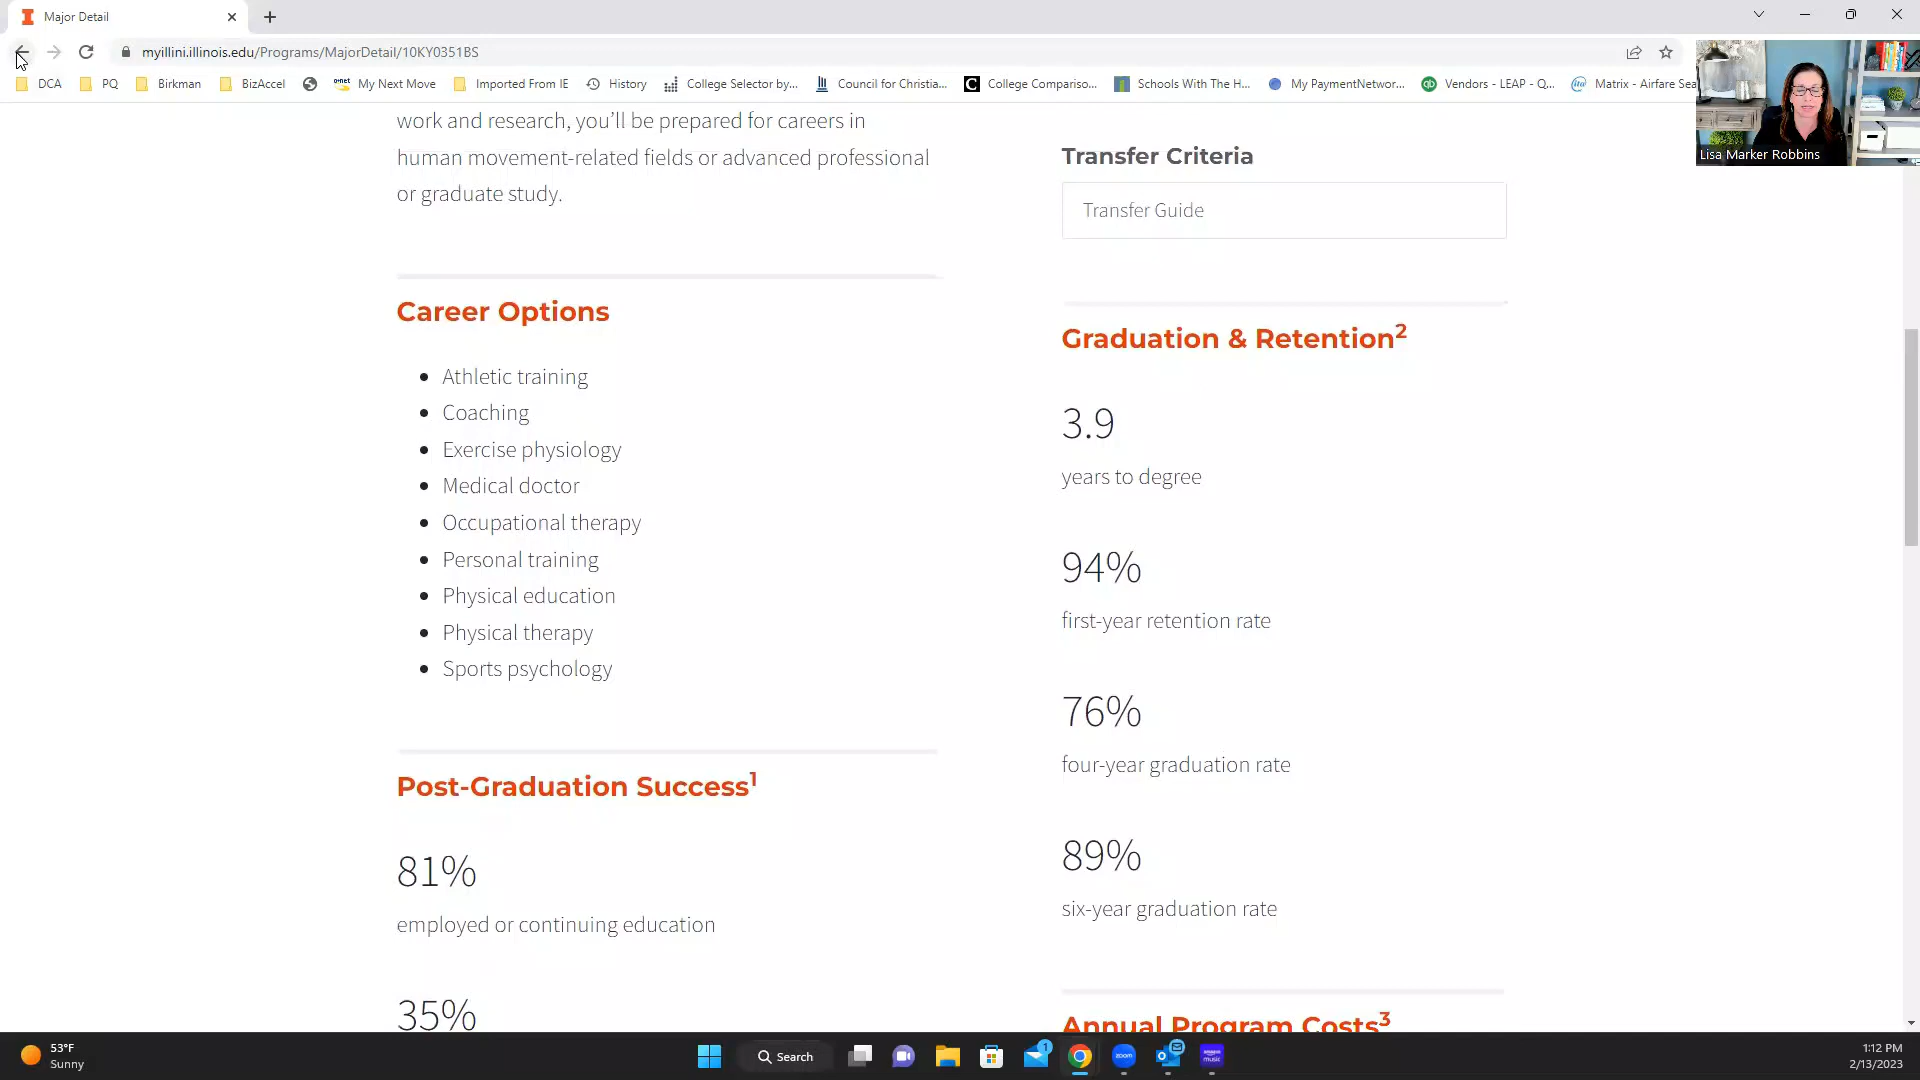 Major Detail
myillini.illinois.edu/Programs/MajorDetail/10KY0351BS
DCA
PQ
Birkman
BizAccel
My Next Move
Imported From IE
History
College Selector by...
Council for Christia...
College Compariso...
Schools With The H...
My PaymentNetwor...
Vendors - LEAP - Q...
Matrix - Airfare Sea
Lisa Marker Robbins
work and research, you'll be prepared for careers in
human movement-related fields or advanced professional
or graduate study.
Career Options
Athletic training
Coaching
Exercise physiology
Medical doctor
Occupational therapy
Personal training
Physical education
Physical therapy
Sports psychology
Post-Graduation Success1
81%
employed or continuing education
35%
Transfer Criteria
Transfer Guide
Graduation & Retention2
3.9
years to degree
94%
first-year retention rate
76%
four-year graduation rate
89%
six-year graduation rate
Annual Program Costs3
53°F
Sunny
Search
1
zoom
1:12 PM
2/13/2023